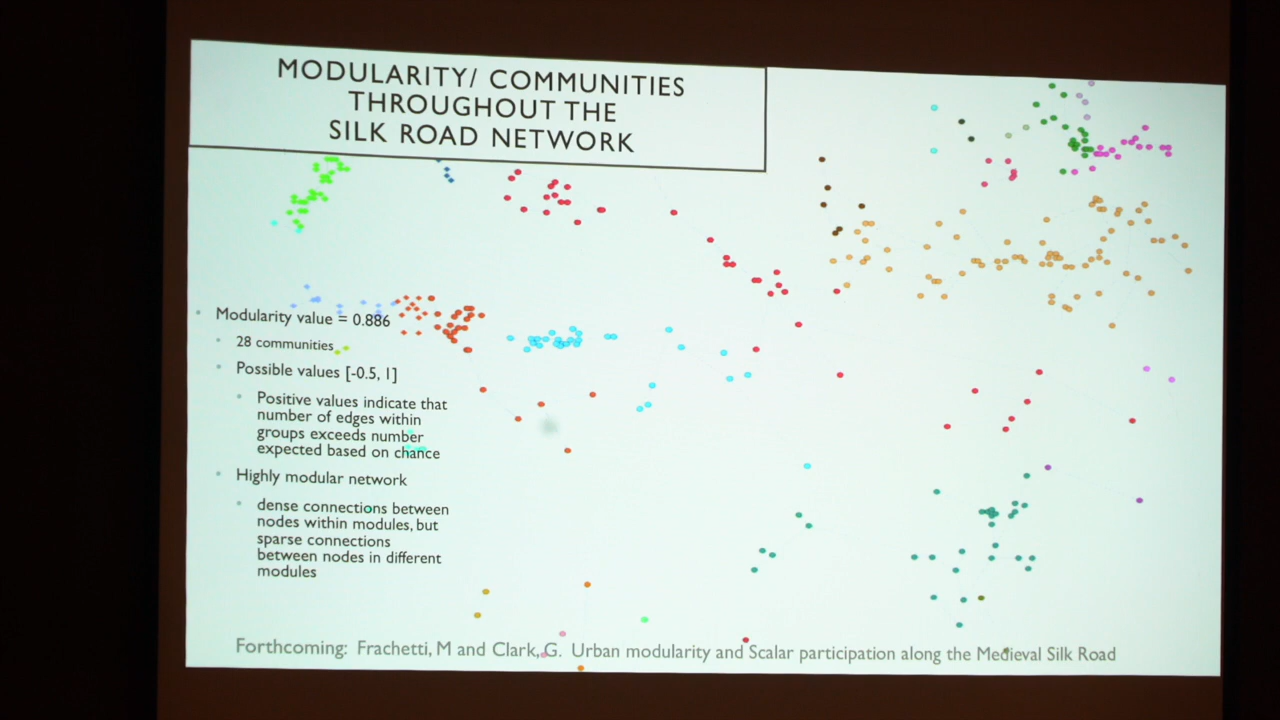 MODULARITY/ COMMUNITIES
THROUGHOUT THE
SILK ROAD NETWORK
Modularity value = 0.886
28 communities
Possible values [-0.5, 1]
Positive values indicate that
number of edges within
groups exceeds number
expected based on chance
Highly modular network
dense connections between
nodes within modules, but
sparse connections
between nodes in different
modules
Forthcoming: Frachetti, M and Clark, G. Urban modularity and Scalar participation along the Medieval Silk Road